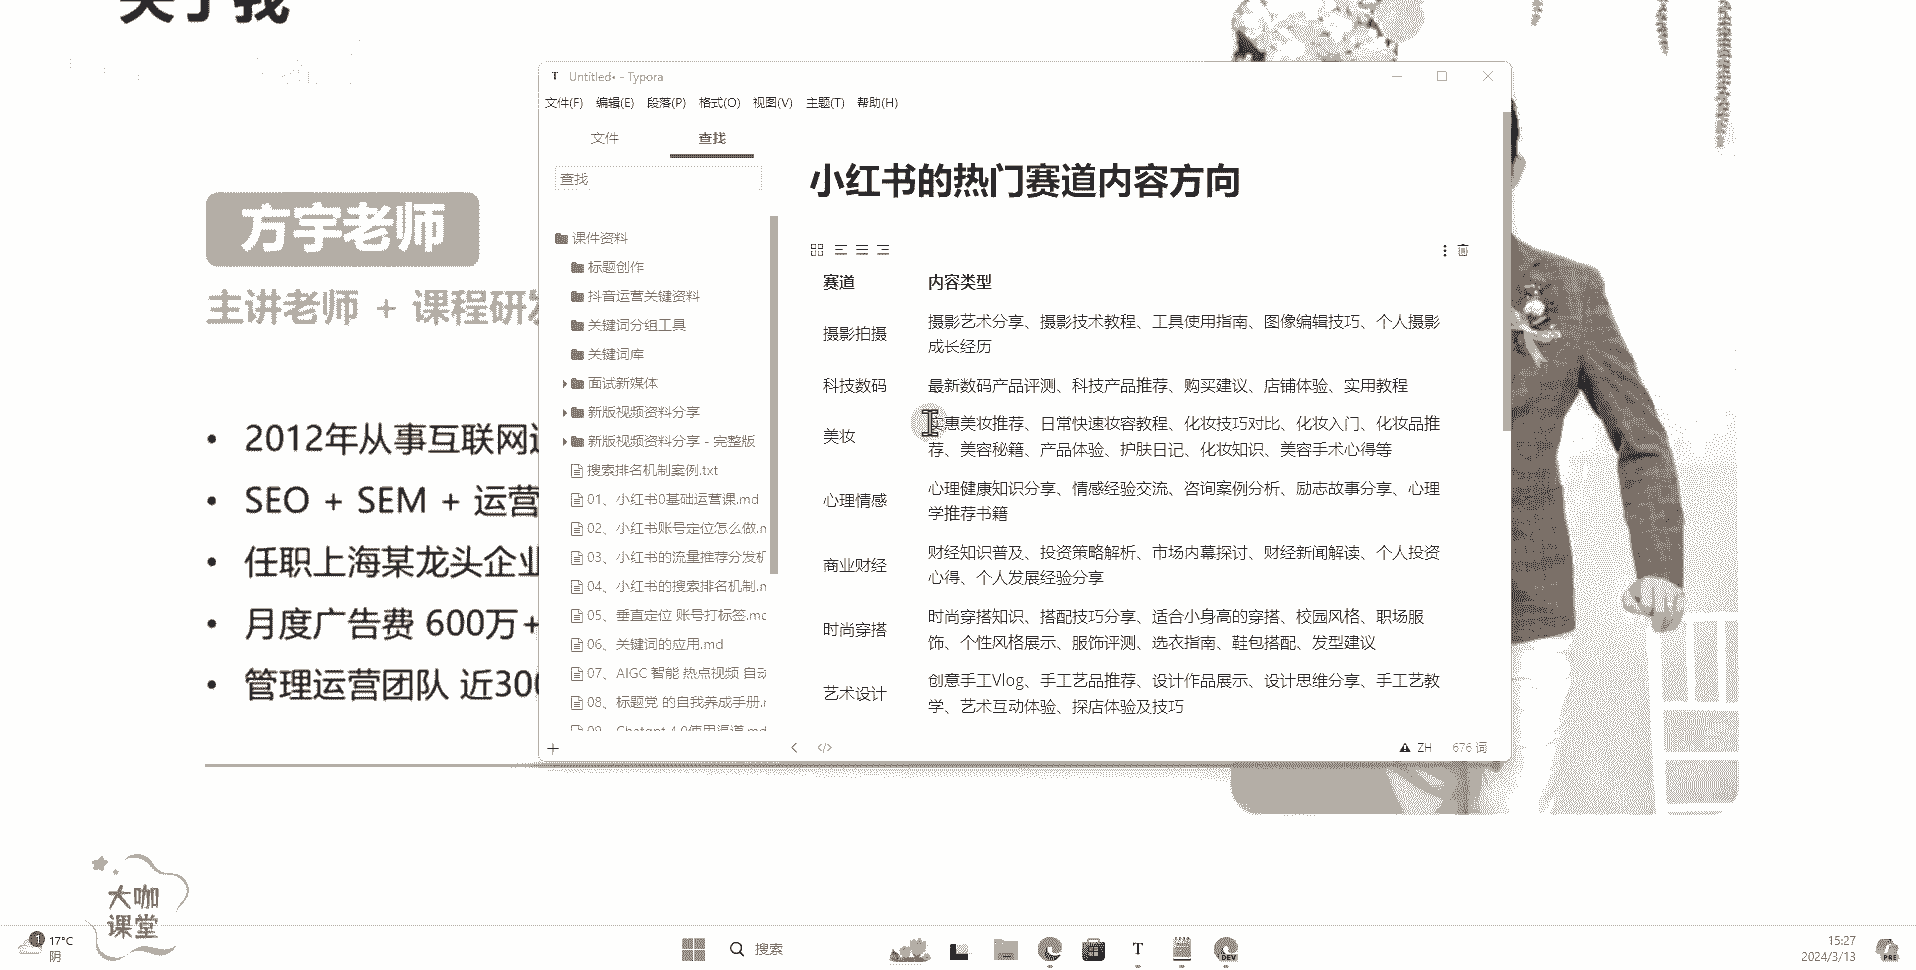 关于我
方宇老师
主讲老师 + 课程研发
2012年从事互联网运
SEO + SEM + 运营
任职上海某龙头企业
月度广告费 600万+
管理运营团队 近300
Untitled• - Typora
文件(F) 编辑(E) 段落(P) 格式(O) 视图(V) 主题(T) 帮助(H)
文件 查找
查找
课件资料
标题创作
抖音运营关键资料
关键词分组工具
关键词库
面试新媒体
新版视频资料分享
新版视频资料分享 - 完整版
搜索排名机制案例.txt
01、小红书0基础运营课.md
02、小红书账号定位怎么做.m
03、小红书的流量推荐分发机
04、小红书的搜索排名机制.m
05、垂直定位 账号打标签.mc
06、关键词的应用.md
07、AIGC 智能 热点视频 自动
08、标题党 的自我养成手册.r
09、Chatgpt 4.0使用渠道.md
小红书的热门赛道内容方向
赛道 内容类型
摄影拍摄 摄影艺术分享、摄影技术教程、工具使用指南、图像编辑技巧、个人摄影
成长经历
科技数码 最新数码产品评测、科技产品推荐、购买建议、店铺体验、实用教程
美妆 实惠美妆推荐、日常快速妆容教程、化妆技巧对比、化妆入门、化妆品推
荐、美容秘籍、产品体验、护肤日记、化妆知识、美容手术心得等
心理情感 心理健康知识分享、情感经验交流、咨询案例分析、励志故事分享、心理
学推荐书籍
商业财经 财经知识普及、投资策略解析、市场内幕探讨、财经新闻解读、个人投资
心得、个人发展经验分享
时尚穿搭 时尚穿搭知识、搭配技巧分享、适合小身高的穿搭、校园风格、职场服
饰、个性风格展示、服饰评测、选衣指南、鞋包搭配、发型建议
艺术设计 创意手工Vlog、手工艺品推荐、设计作品展示、设计思维分享、手工艺教
学、艺术互动体验、探店体验及技巧
ZH 676 词
大咖
课堂
1 17°C
阴
搜索
DEV
15:27
2024/3/13
PRE